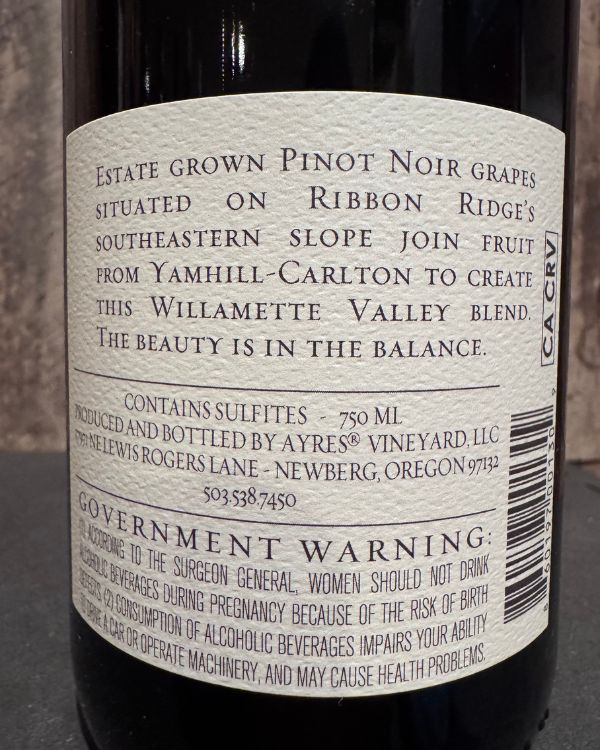 Estate grown Pinot Noir grapes
situated on Ribbon Ridge's
southeastern slope join fruit
from Yamhill-Carlton to create
this Willamette Valley blend.
The beauty is in the balance.
CA CRV
CONTAINS SULFITES - 750 ML
PRODUCED AND BOTTLED BY AYRES® VINEYARD, LLC
NE LEWIS ROGERS LANE - NEWBERG, OREGON 97132
503.538.7450
GOVERNMENT WARNING:
(1) ACCORDING TO THE SURGEON GENERAL, WOMEN SHOULD NOT DRINK
ALCOHOLIC BEVERAGES DURING PREGNANCY BECAUSE OF THE RISK OF BIRTH
DEFECTS. (2) CONSUMPTION OF ALCOHOLIC BEVERAGES IMPAIRS YOUR ABILITY
TO DRIVE A CAR OR OPERATE MACHINERY, AND MAY CAUSE HEALTH PROBLEMS.